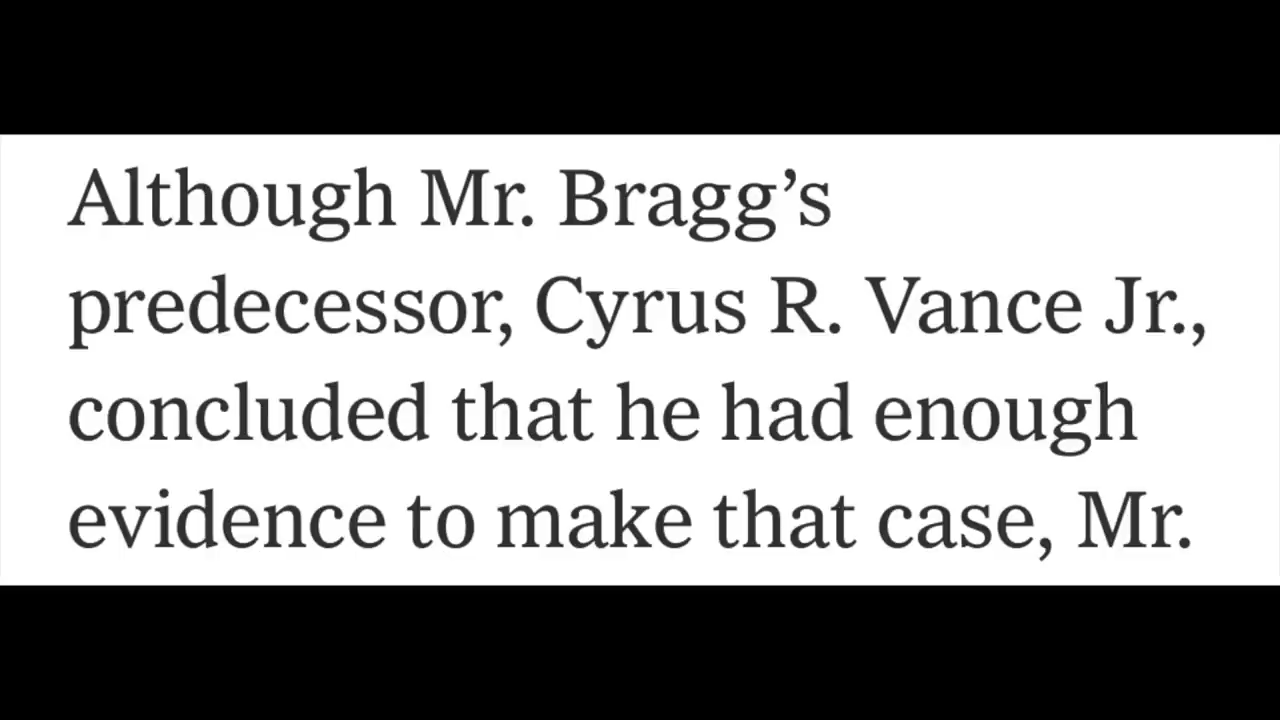 Although Mr. Bragg’s
predecessor, Cyrus R. Vance Jr.,
concluded that he had enough
evidence to make that case, Mr.